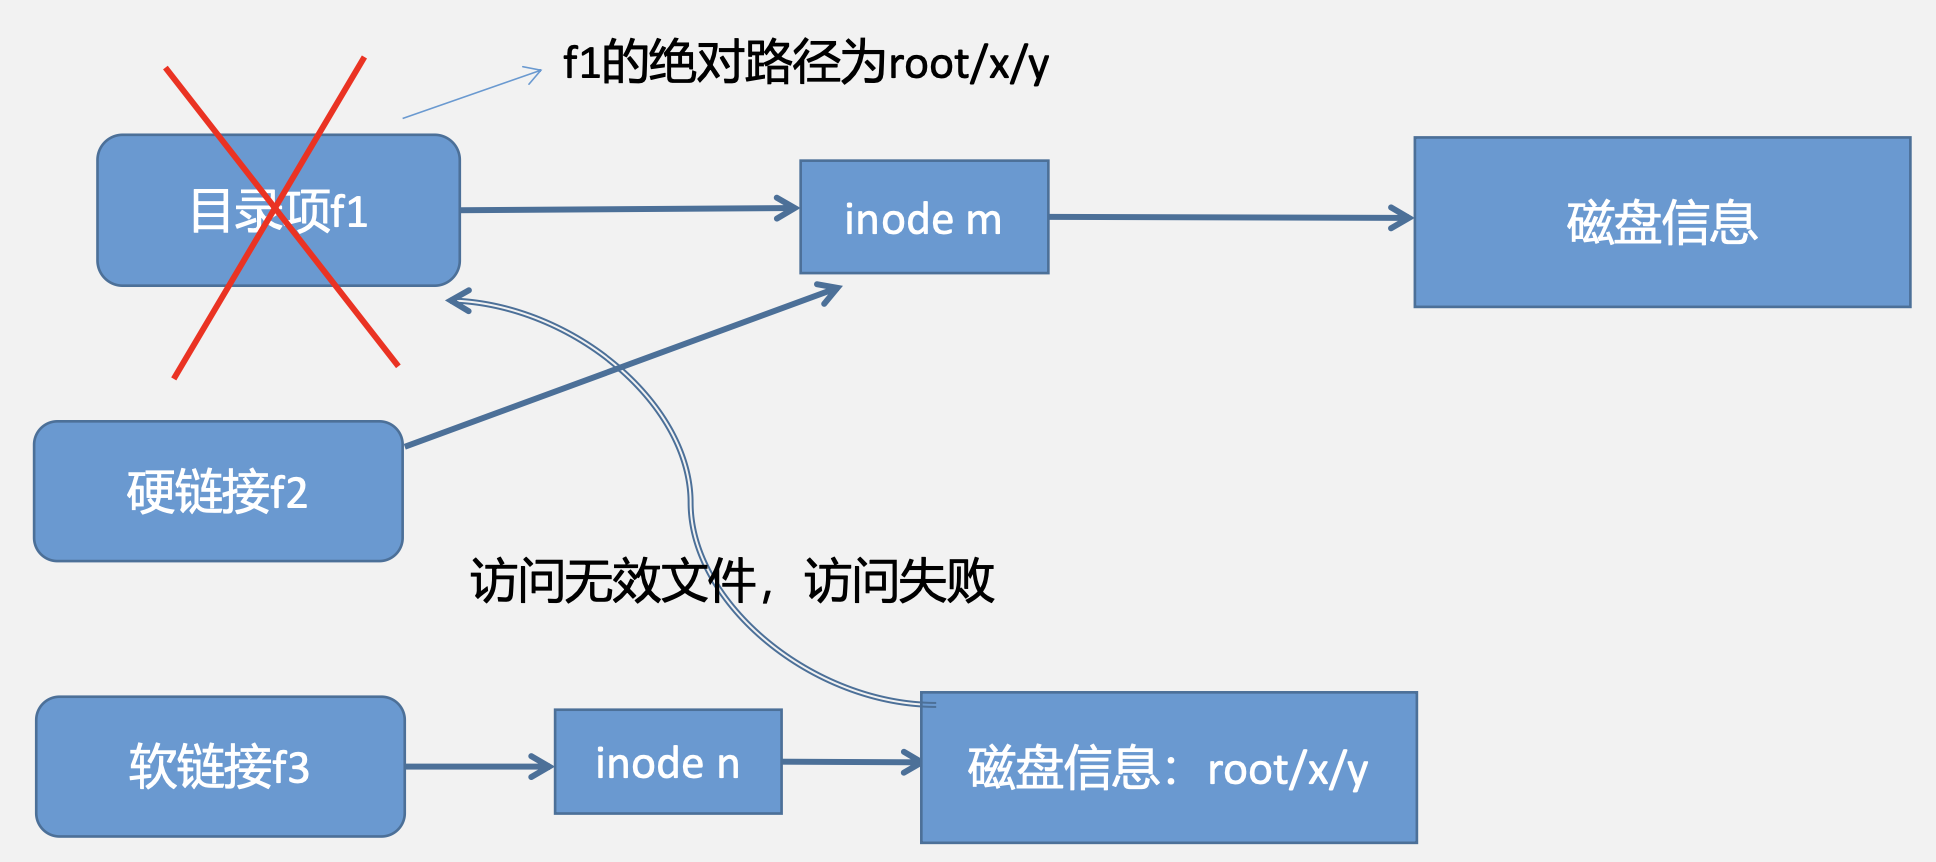 f1的绝对路径为root/x/y
目录项f1
inode m
磁盘信息
硬链接f2
访问无效文件，访问失败
软链接f3
inode n
磁盘信息：root/x/y